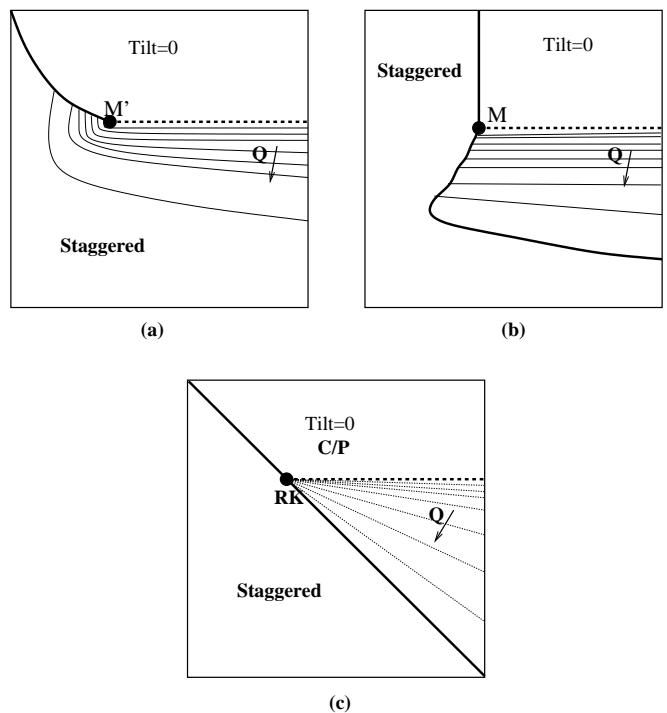 Tilt=0
M'
Q
Staggered
(a)
Tilt=0
Staggered
M
Q
(b)
Tilt=0
C/P
RK
Q
Staggered
(c)